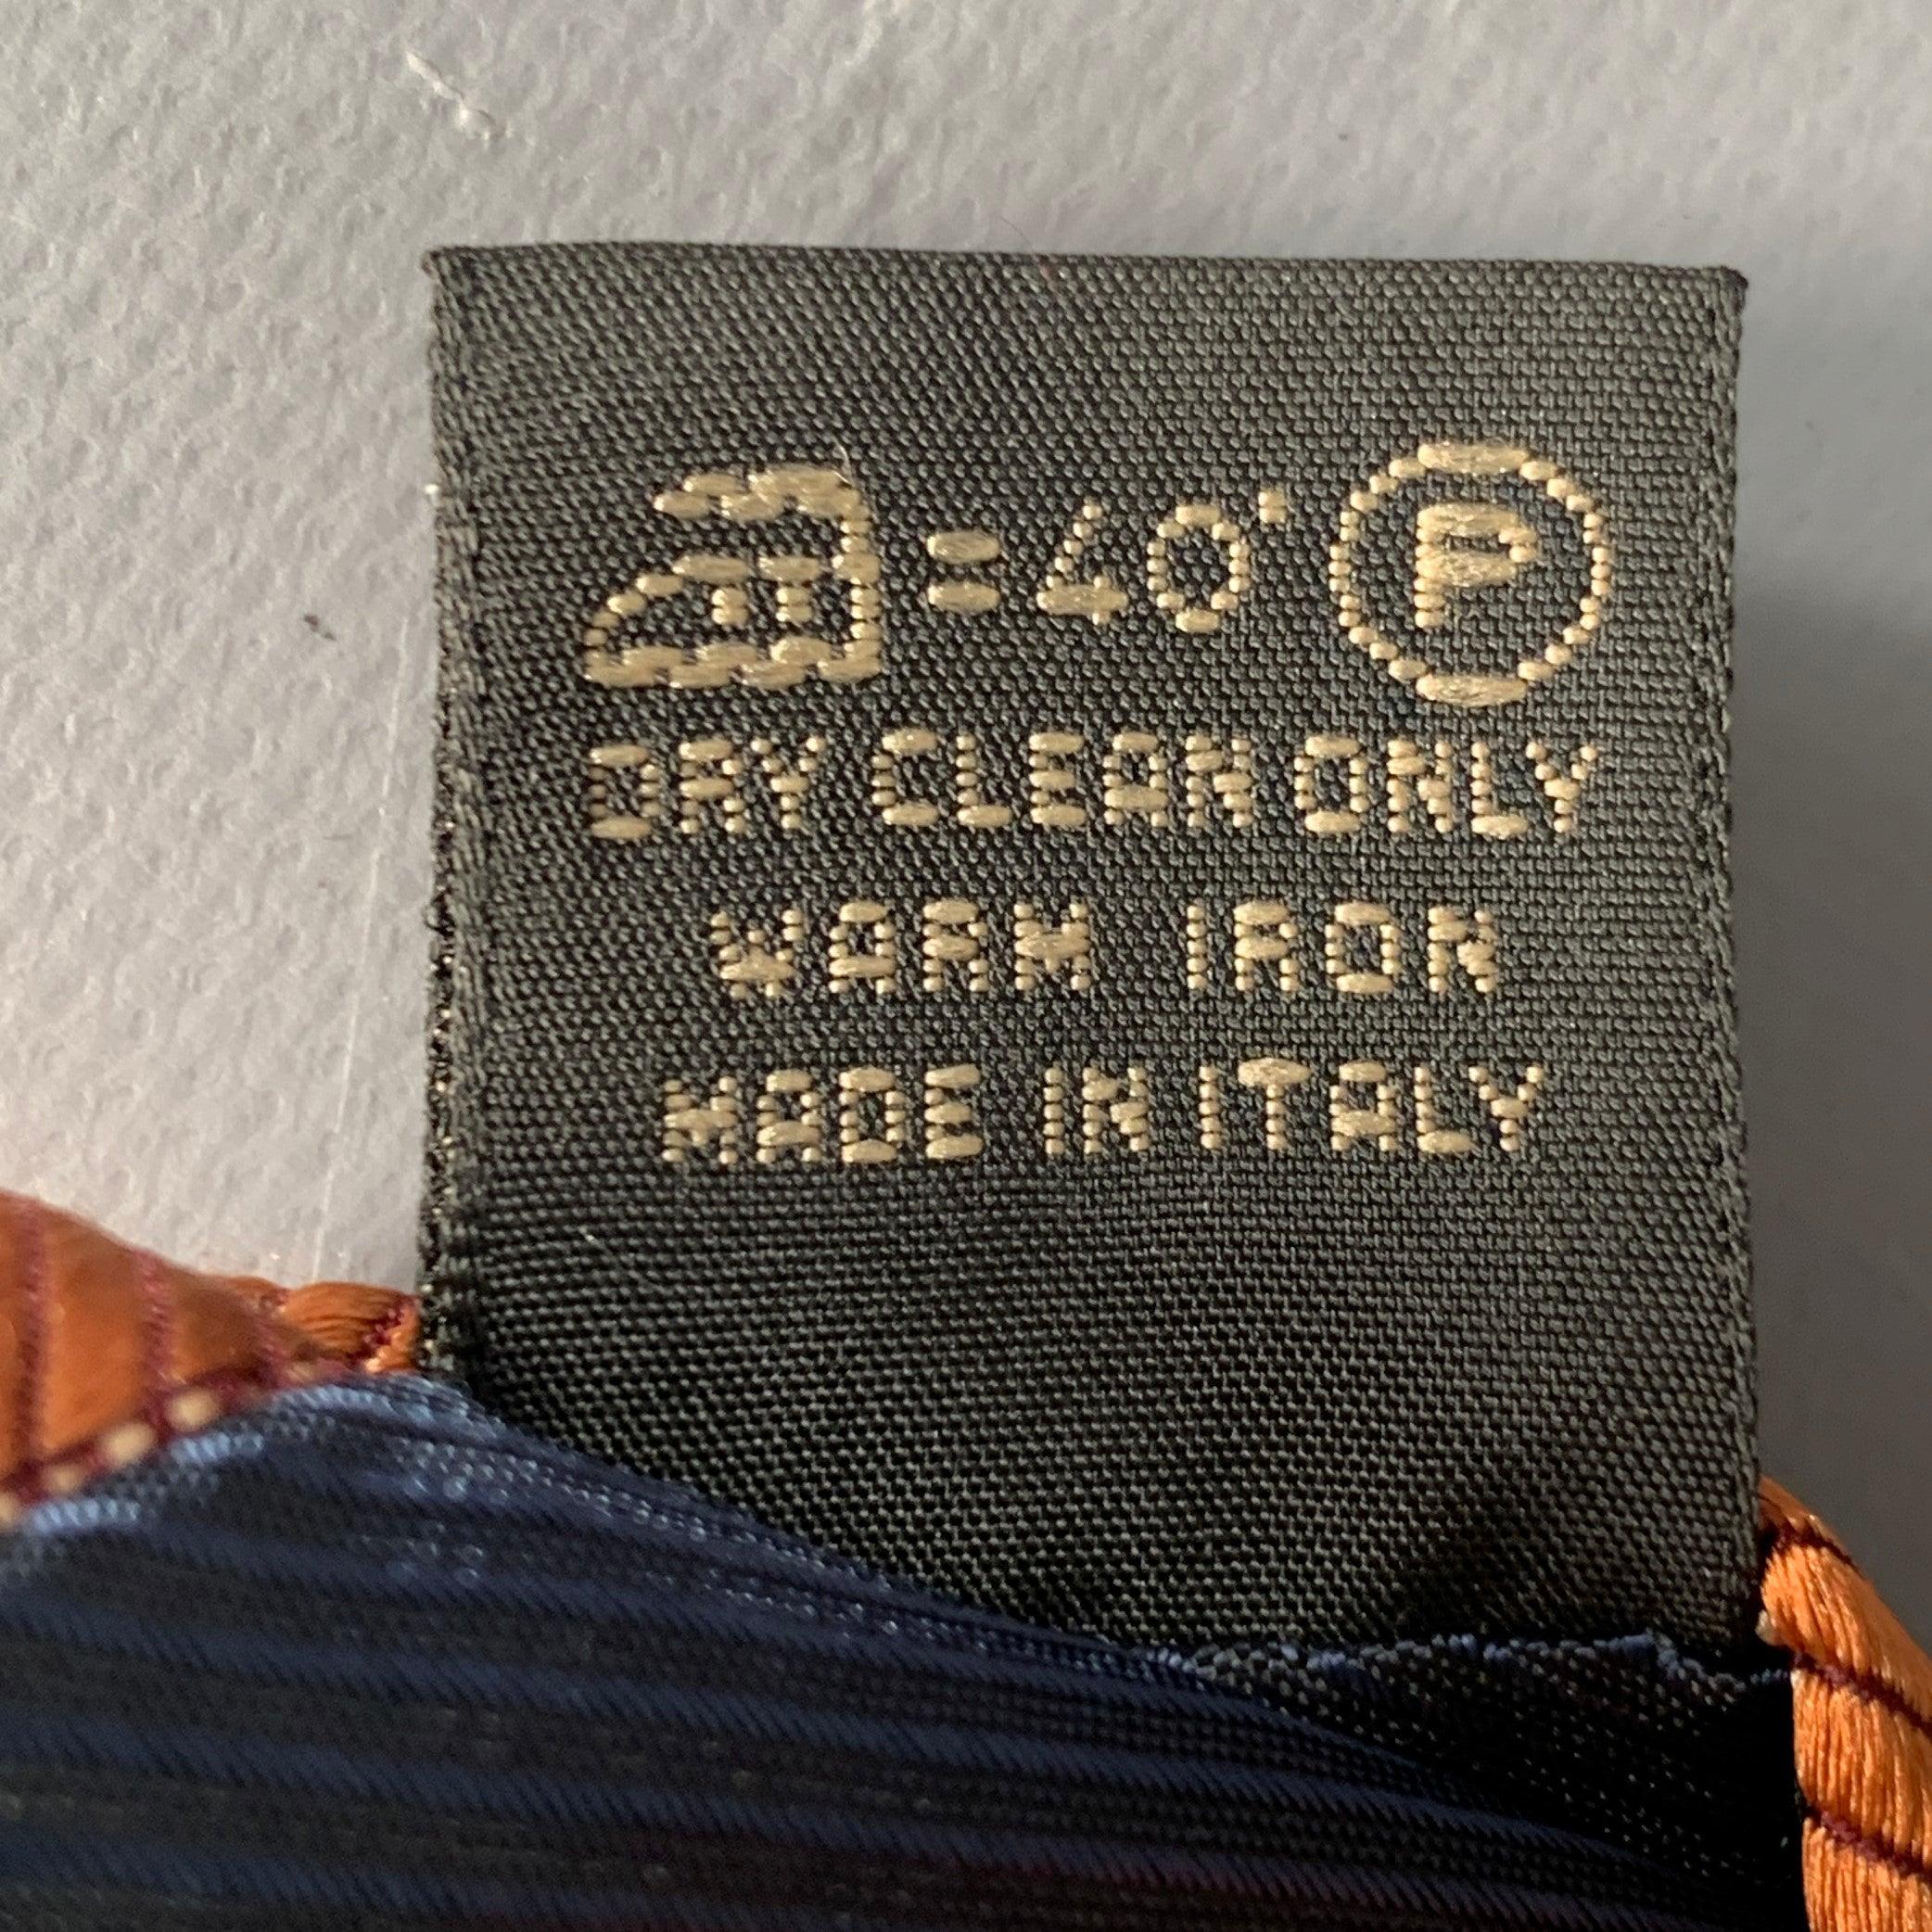 =40° P
DRY CLEAN ONLY
WARM IRON
MADE IN ITALY